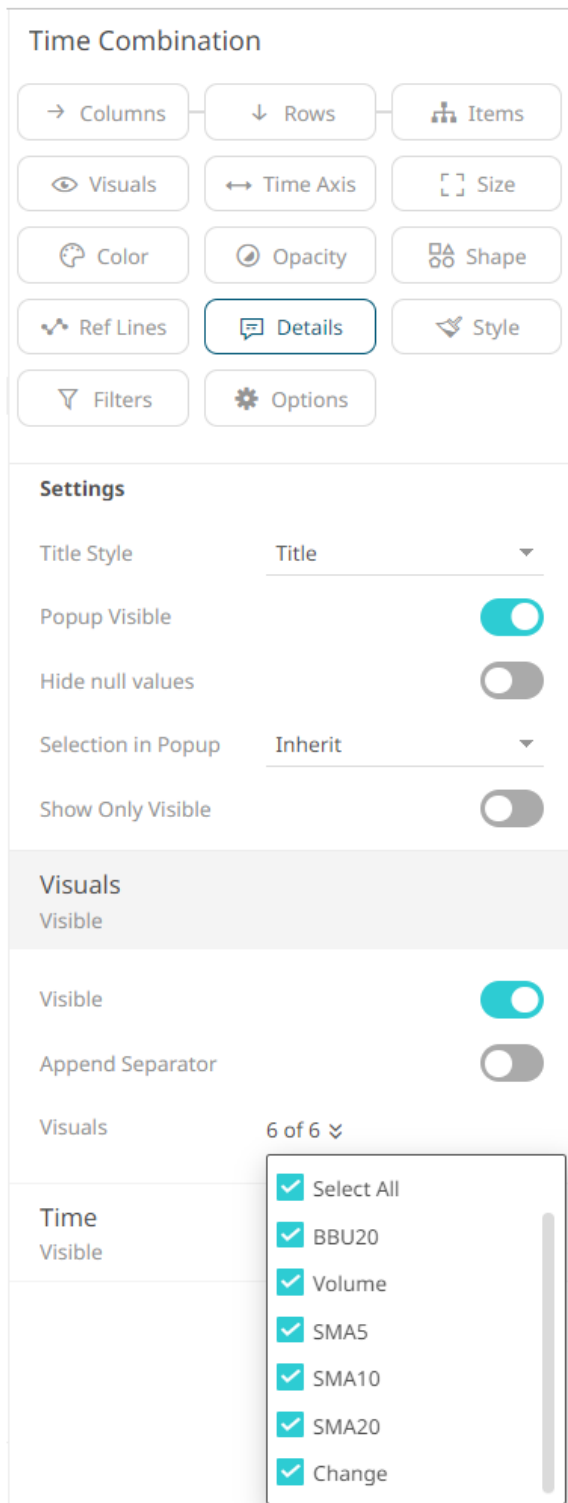 Time Combination
Columns Rows Items
Visuals Time Axis Size
Color Opacity Shape
Ref Lines Details Style
Filters Options
Settings
Title Style Title
Popup Visible
Hide null values
Selection in Popup Inherit
Show Only Visible
Visuals
Visible
Visible
Append Separator
Visuals 6 of 6
Select All
Time
BBU20
Visible
Volume
SMA5
SMA10
SMA20
Change